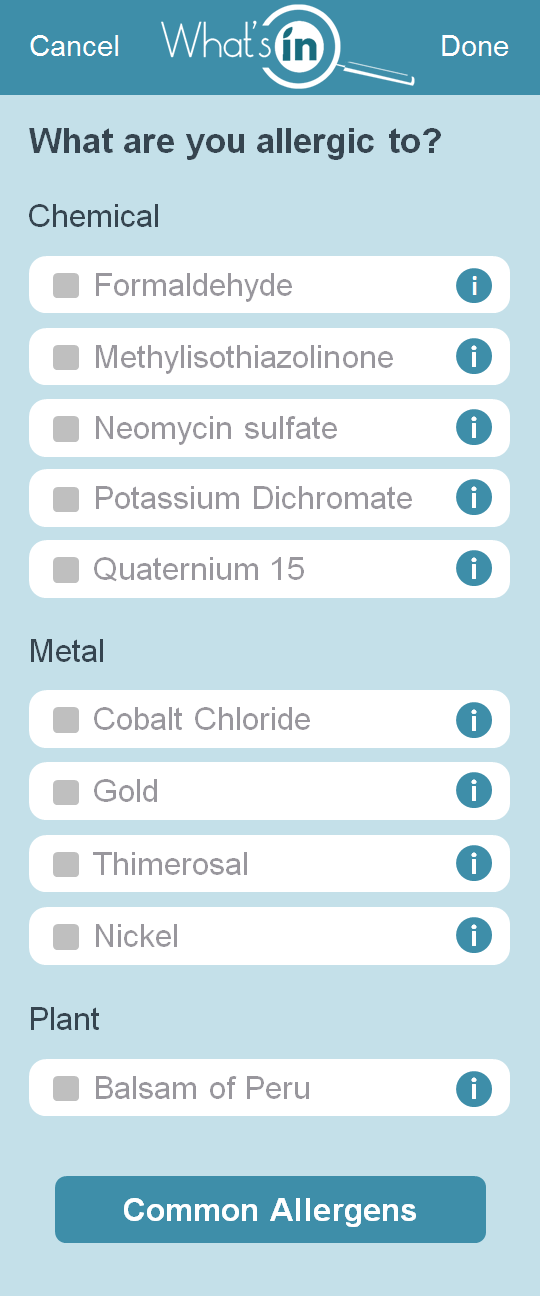 Cancel
What's in
Done
What are you allergic to?
Chemical
Formaldehyde i
Methylisothiazolinone i
Neomycin sulfate i
Potassium Dichromate i
Quaternium 15 i
Metal
Cobalt Chloride i
Gold i
Thimerosal i
Nickel i
Plant
Balsam of Peru i
Common Allergens